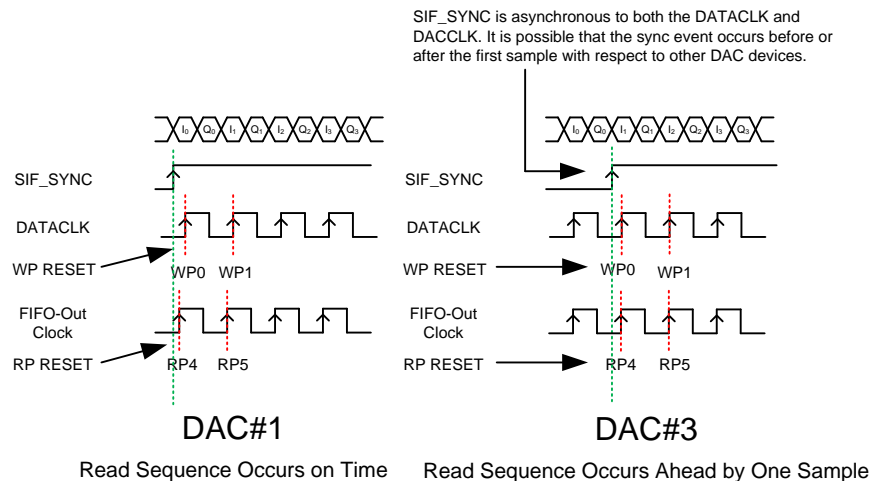 SIF_SYNC is asynchronous to both the DATACLK and
DACCLK. It is possible that the sync event occurs before or
after the first sample with respect to other DAC devices.
I0 Q0 I1 Q1 I2 Q2 I3 Q3
SIF_SYNC
DATACLK
WP RESET
WP0 WP1
FIFO-Out
Clock
RP RESET
RP4 RP5
DAC#1
Read Sequence Occurs on Time
I0 Q0 I1 Q1 I2 Q2 I3 Q3
SIF_SYNC
DATACLK
WP RESET
WP0 WP1
FIFO-Out
Clock
RP RESET
RP4 RP5
DAC#3
Read Sequence Occurs Ahead by One Sample